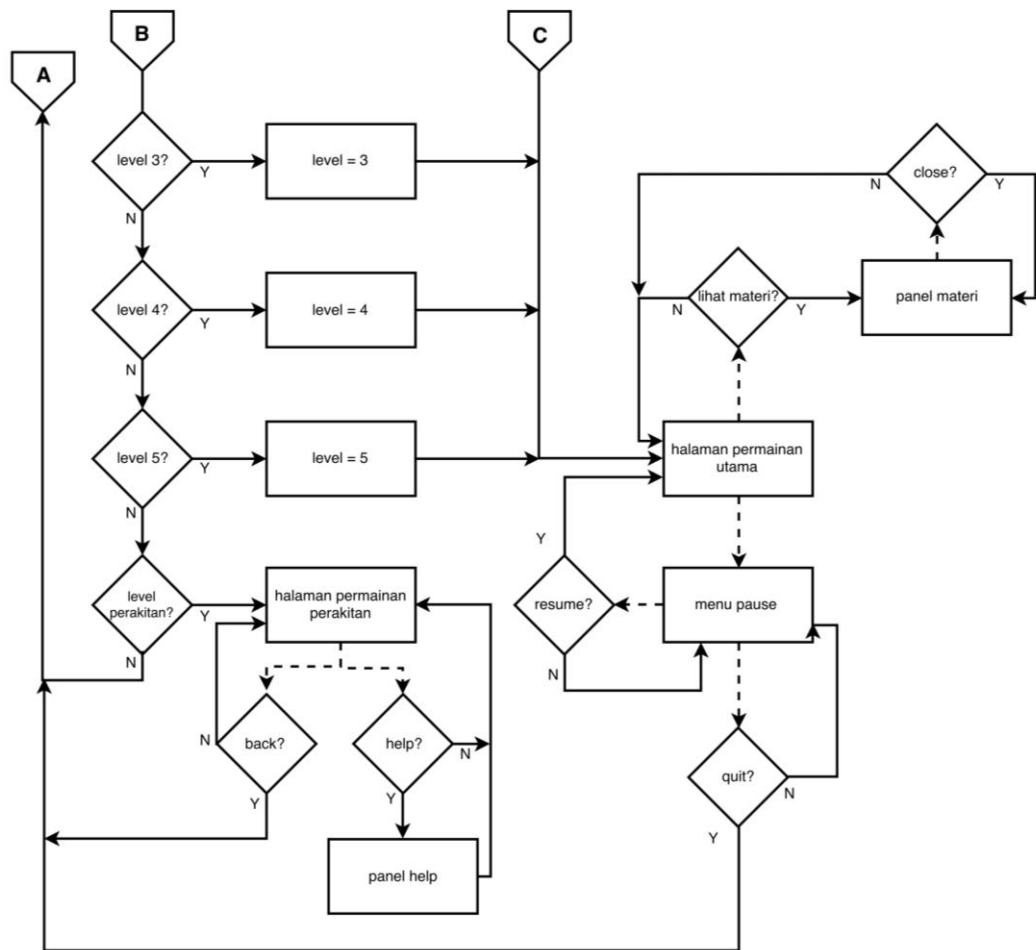 B
C
A
level 3?
Y
level = 3
N
close?
N
Y
level 4?
Y
level = 4
N
lihat materi?
N
Y
panel materi
level 5?
Y
level = 5
N
halaman permainan
utama
level
perakitan?
Y
N
halaman permainan
perakitan
Y
resume?
N
menu pause
back?
N
Y
help?
N
Y
quit?
N
Y
panel help